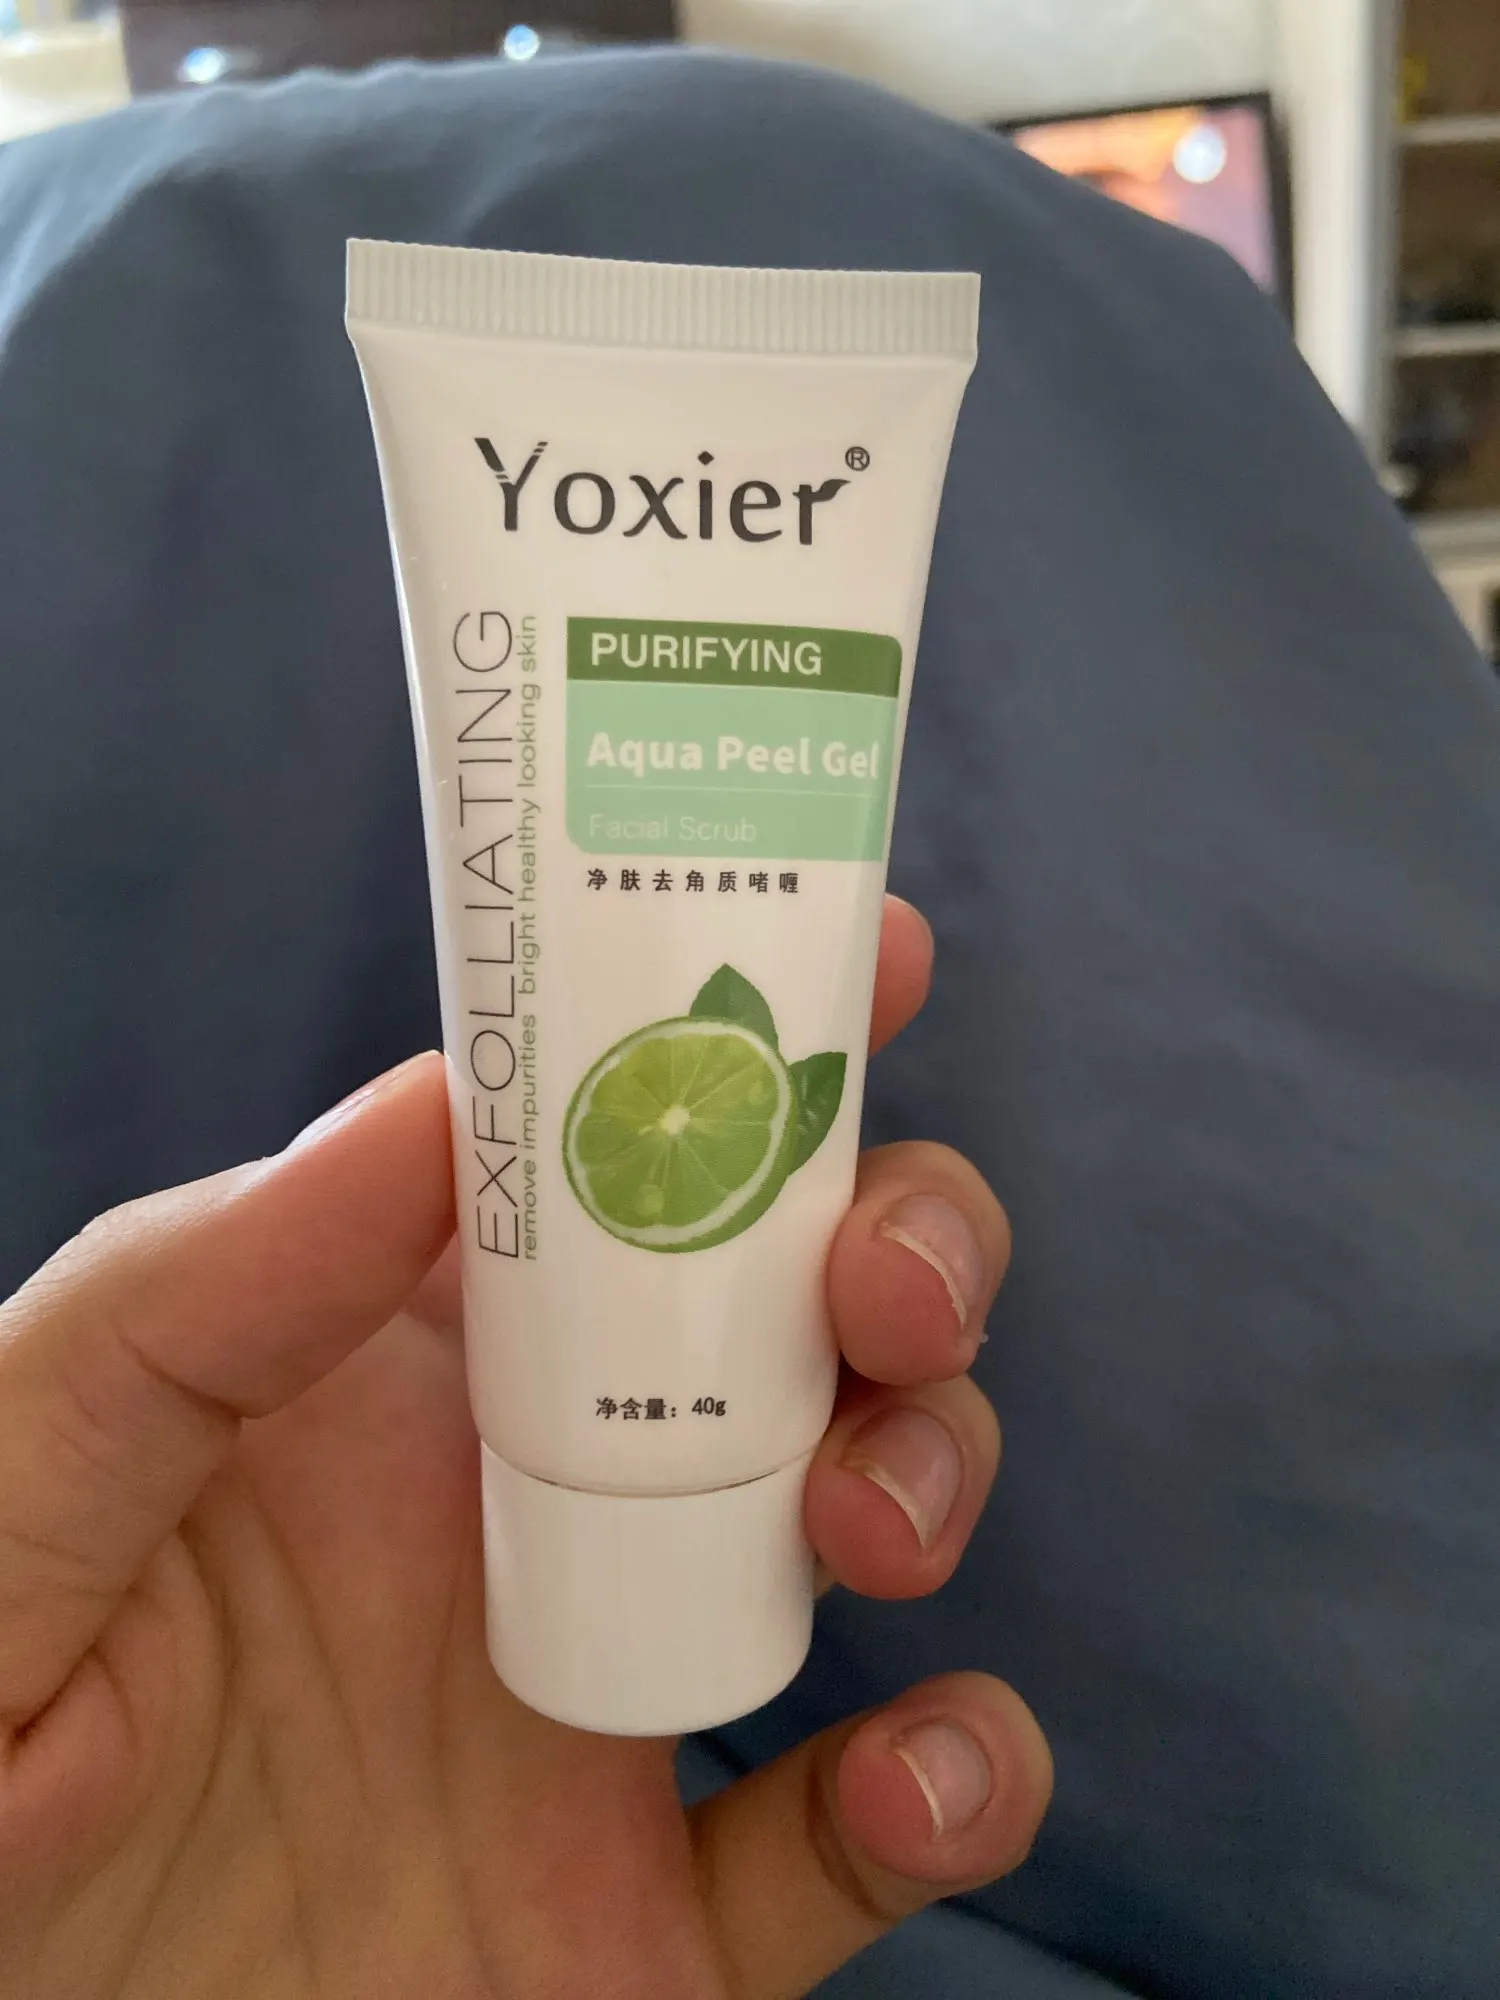 Yoxier®
PURIFYING
Aqua Peel Gel
Facial Scrub
净肤去角质啫喱
EXFOLLIATING
remove impurities bright healthy looking skin
净含量：40g